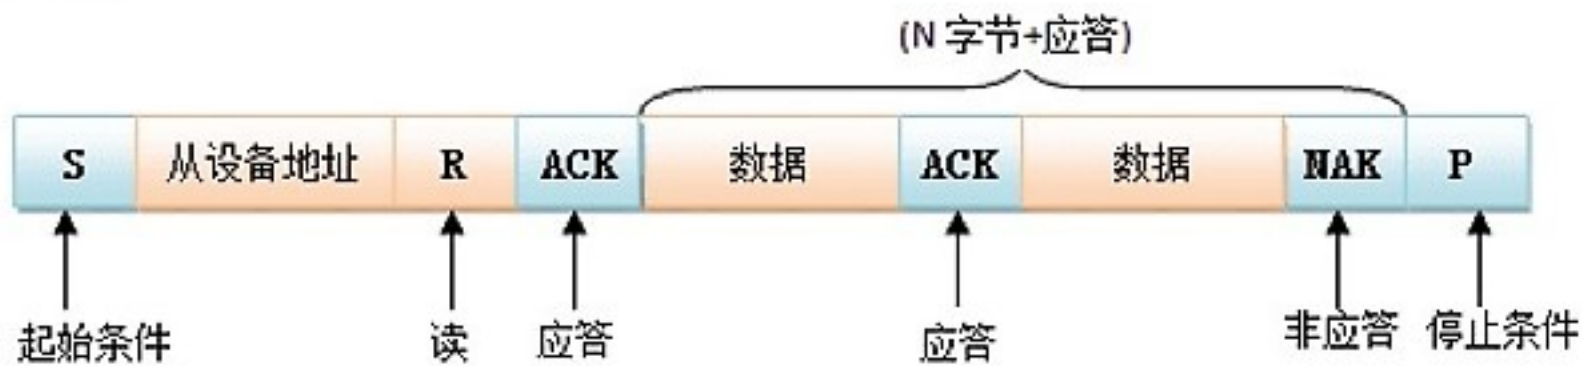 (N 字节+应答)
S 从设备地址 R ACK 数据 ACK 数据 NAK P
起始条件 读 应答 应答 非应答 停止条件